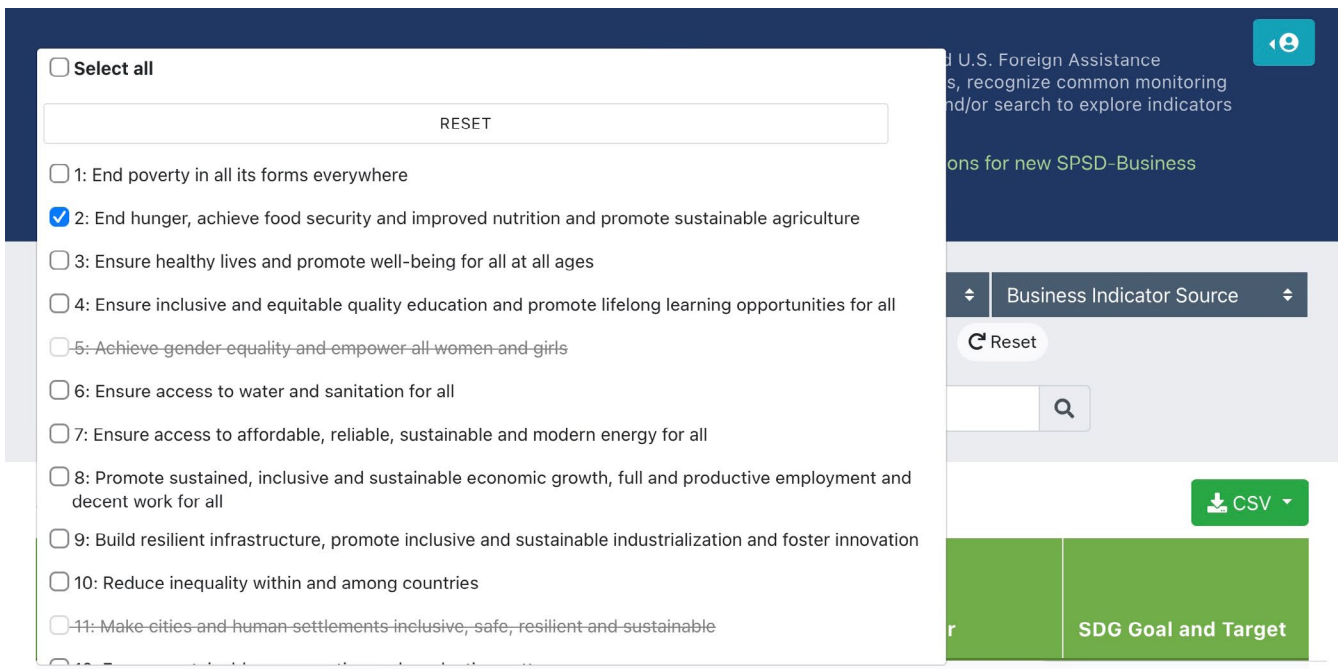 Select all
RESET
1: End poverty in all its forms everywhere
2: End hunger, achieve food security and improved nutrition and promote sustainable agriculture
3: Ensure healthy lives and promote well-being for all at all ages
4: Ensure inclusive and equitable quality education and promote lifelong learning opportunities for all
5: Achieve gender equality and empower all women and girls
6: Ensure access to water and sanitation for all
7: Ensure access to affordable, reliable, sustainable and modern energy for all
8: Promote sustained, inclusive and sustainable economic growth, full and productive employment and
decent work for all
9: Build resilient infrastructure, promote inclusive and sustainable industrialization and foster innovation
10: Reduce inequality within and among countries
11: Make cities and human settlements inclusive, safe, resilient and sustainable
U.S. Foreign Assistance
s, recognize common monitoring
nd/or search to explore indicators
ons for new SPSD-Business
Business Indicator Source
Reset
CSV
r
SDG Goal and Target